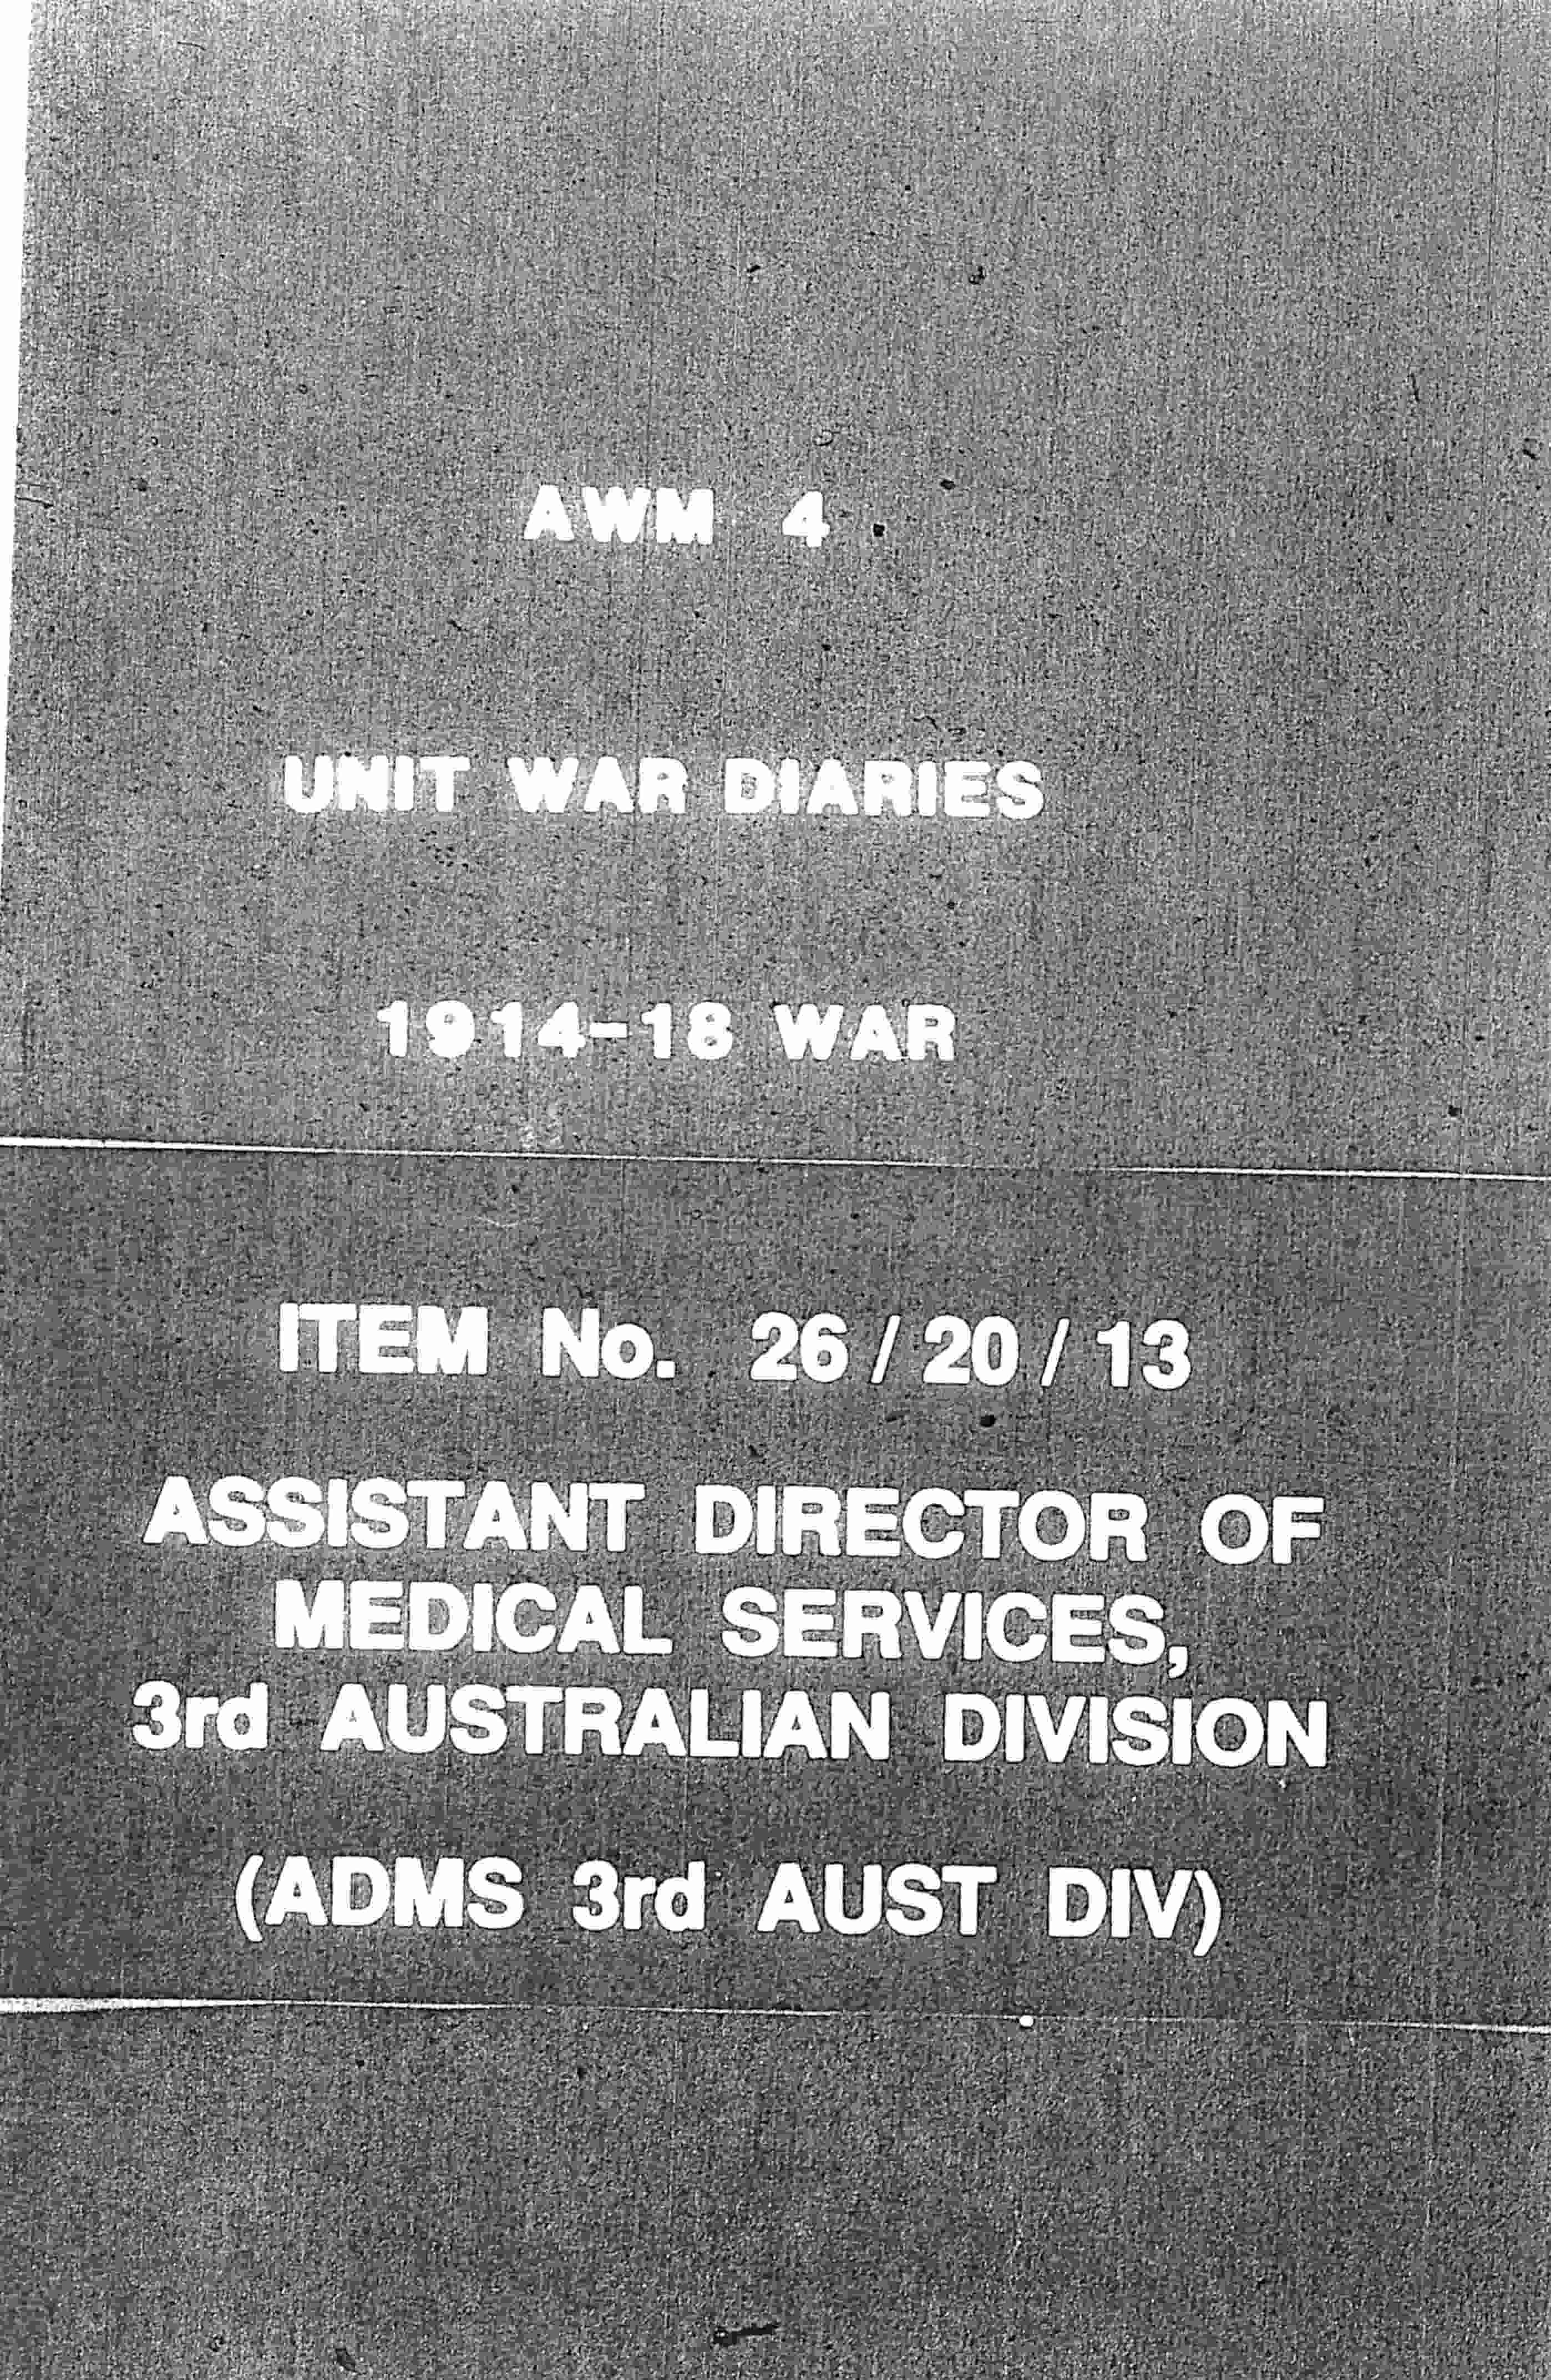 AWM 4
UNIT WAR DIARIES
1914-18 WAR
ITEM No. 26 / 20 / 13
ASSISTANT DIRECTOR OF
MEDICAL SERVICES,
3rd AUSTRALIAN DIVISION
(ADMS 3rd AUST DIV)